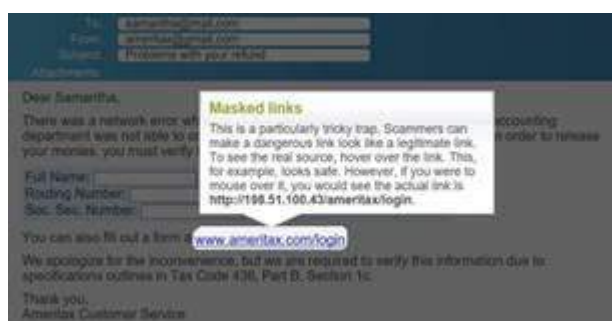 To: samantha@mail.com
From: ameritax@mail.com
Subject: Problems with your refund
Attachments:
Dear Samantha,
There was a network error accounting
department was not able to order to release
your monies, you must verify
Full Name:
Routing Number:
Soc. Sec. Number:
Masked links
This is a particularly tricky trap. Scammers can
make a dangerous link look like a legitimate link.
To see the real source, hover over the link. This,
for example, looks safe. However, if you were to
mouse over it, you would see the actual link is
http://198.51.100.43/ameritax/login.
You can also fill out a form www.ameritax.com/login
We apologize for the inconvenience, but we are required to verify this information due to
specifications outlines in Tax Code 436, Part B, Section 1c.
Thank you,
Ameritax Customer Service